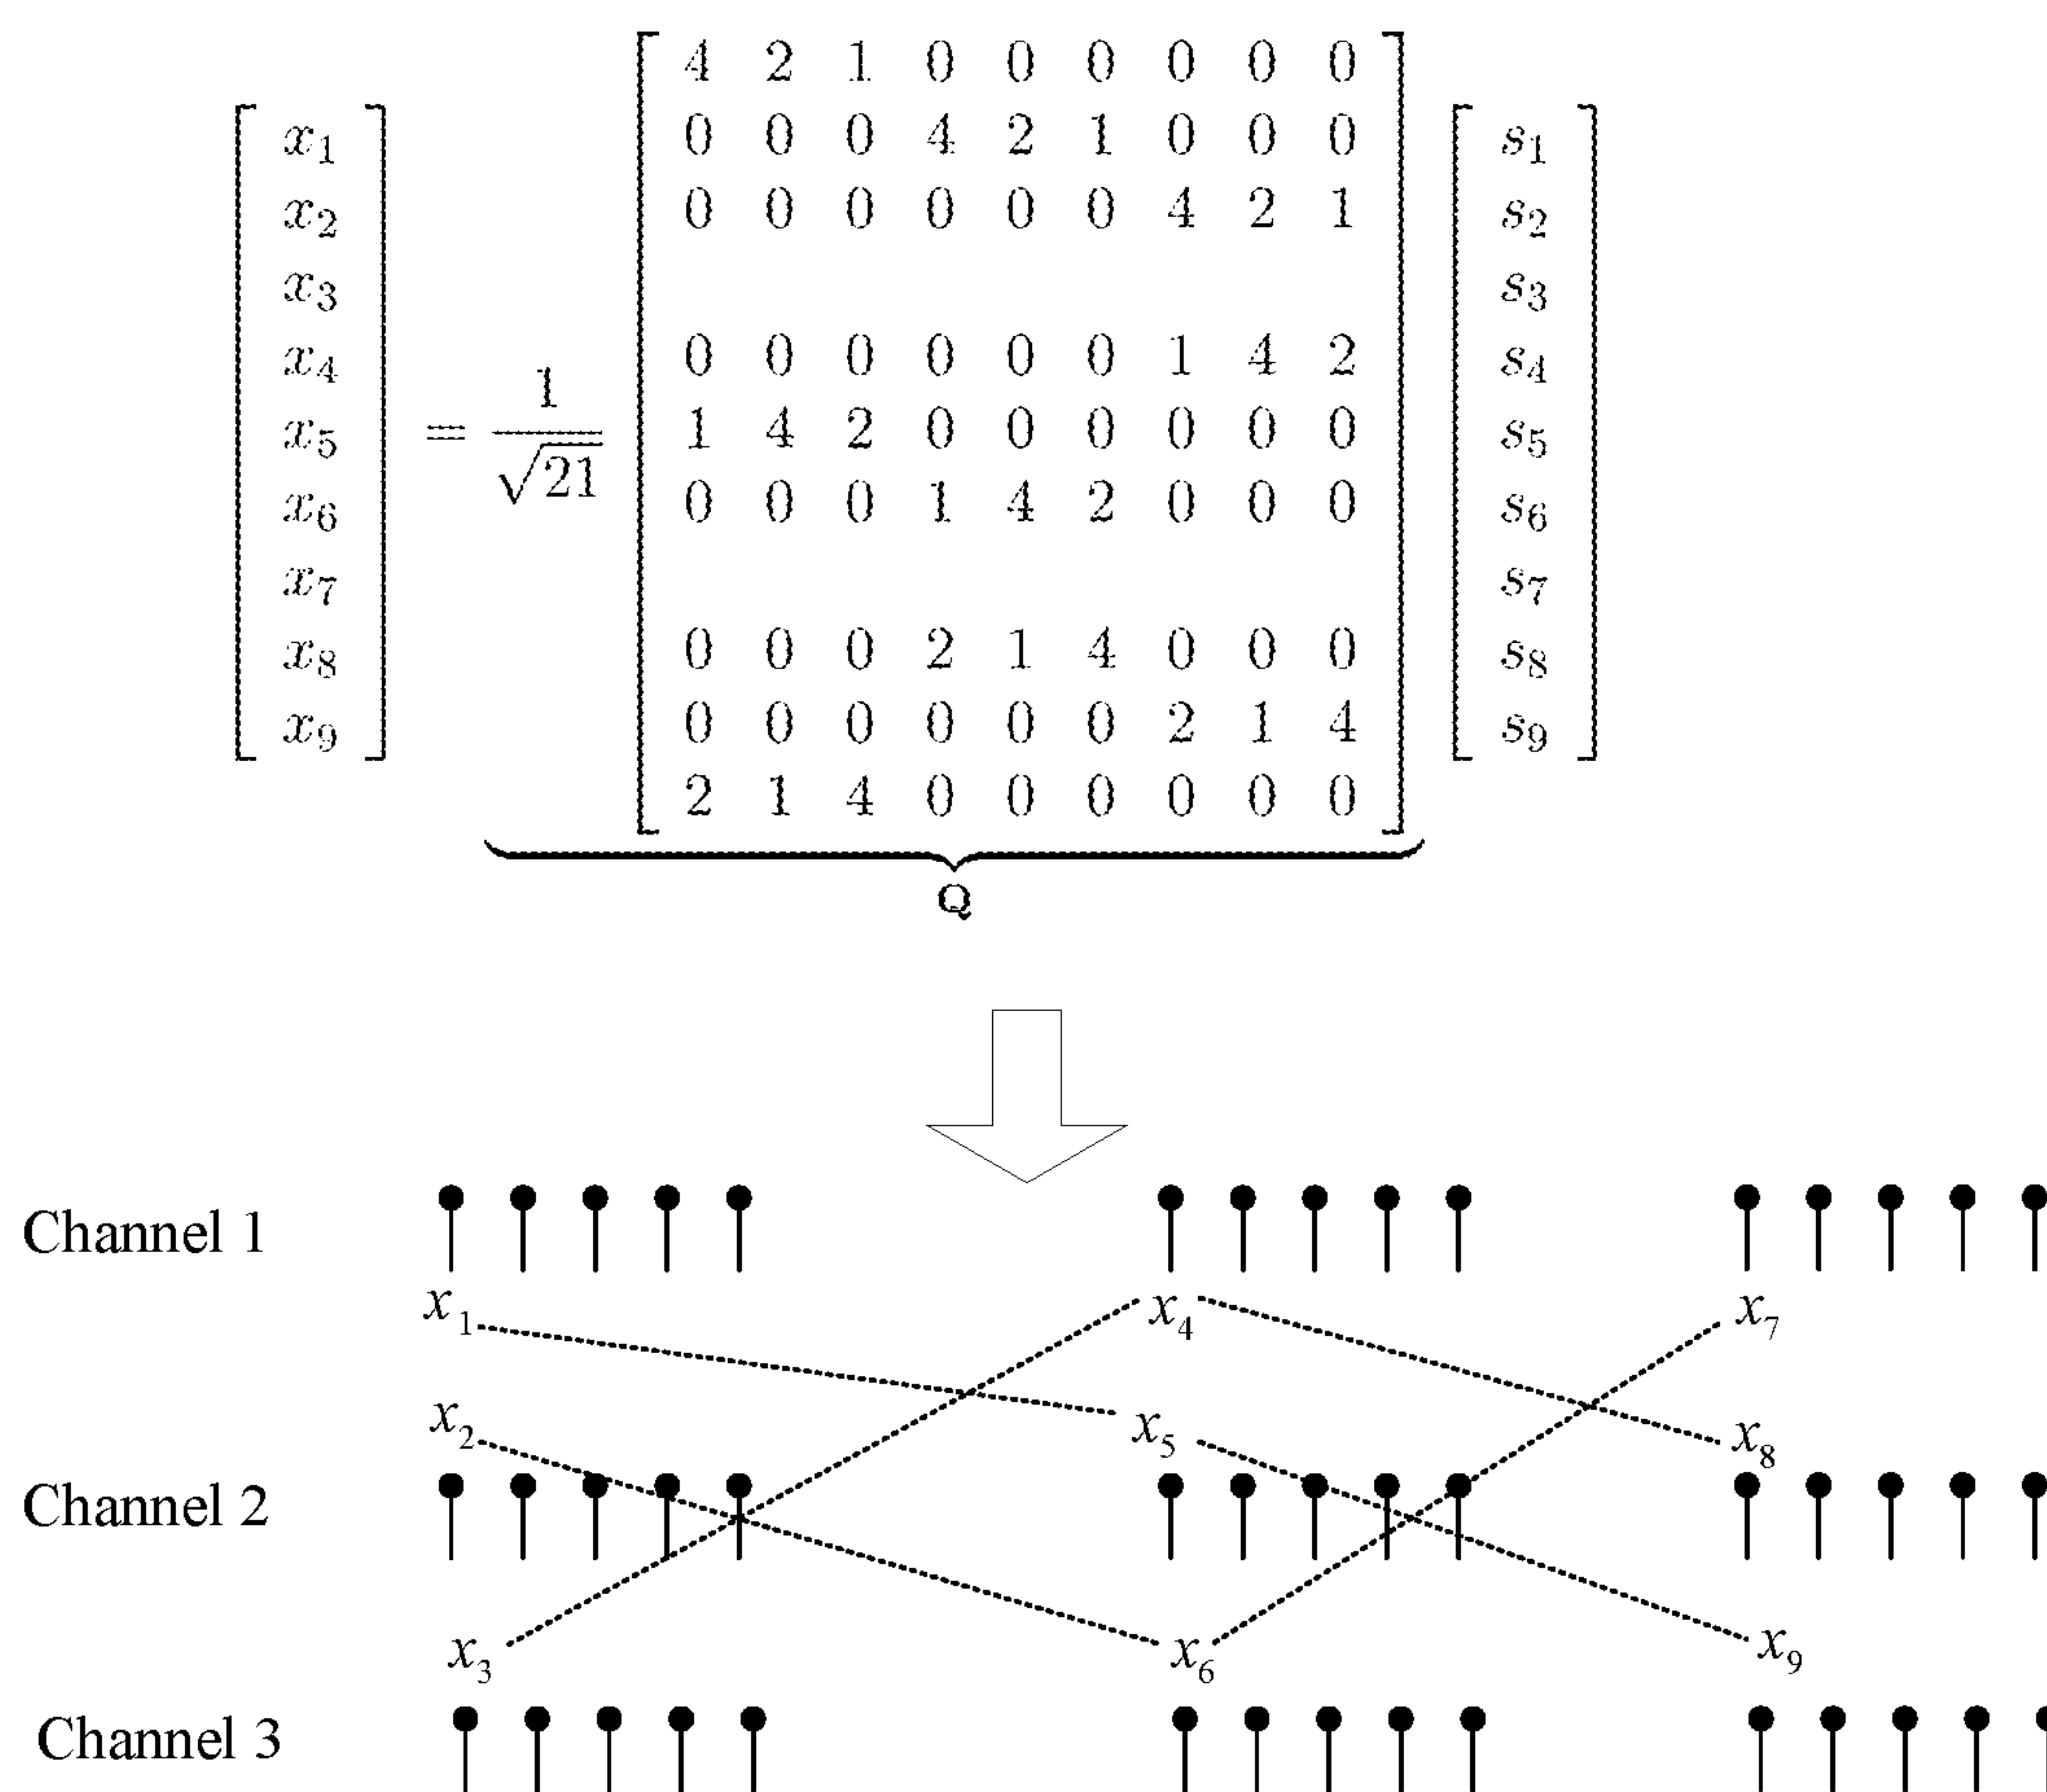 4 2 1 0 0 0 0 0 0
x₁ 0 0 0 4 2 1 0 0 0 s₁
x₂ 0 0 0 0 0 0 4 2 1 s₂
x₃ s₃
x₄ 0 0 0 0 0 0 1 4 2 s₄
x₅ = 1/√21 1 4 2 0 0 0 0 0 0 s₅
x₆ 0 0 0 1 4 2 0 0 0 s₆
x₇ s₇
x₈ 0 0 0 2 1 4 0 0 0 s₈
x₉ 0 0 0 0 0 0 2 1 4 s₉
2 1 4 0 0 0 0 0 0
Q
Channel 1
x₁ x₄ x₇
x₂ x₅ x₈
Channel 2
x₃ x₆ x₉
Channel 3